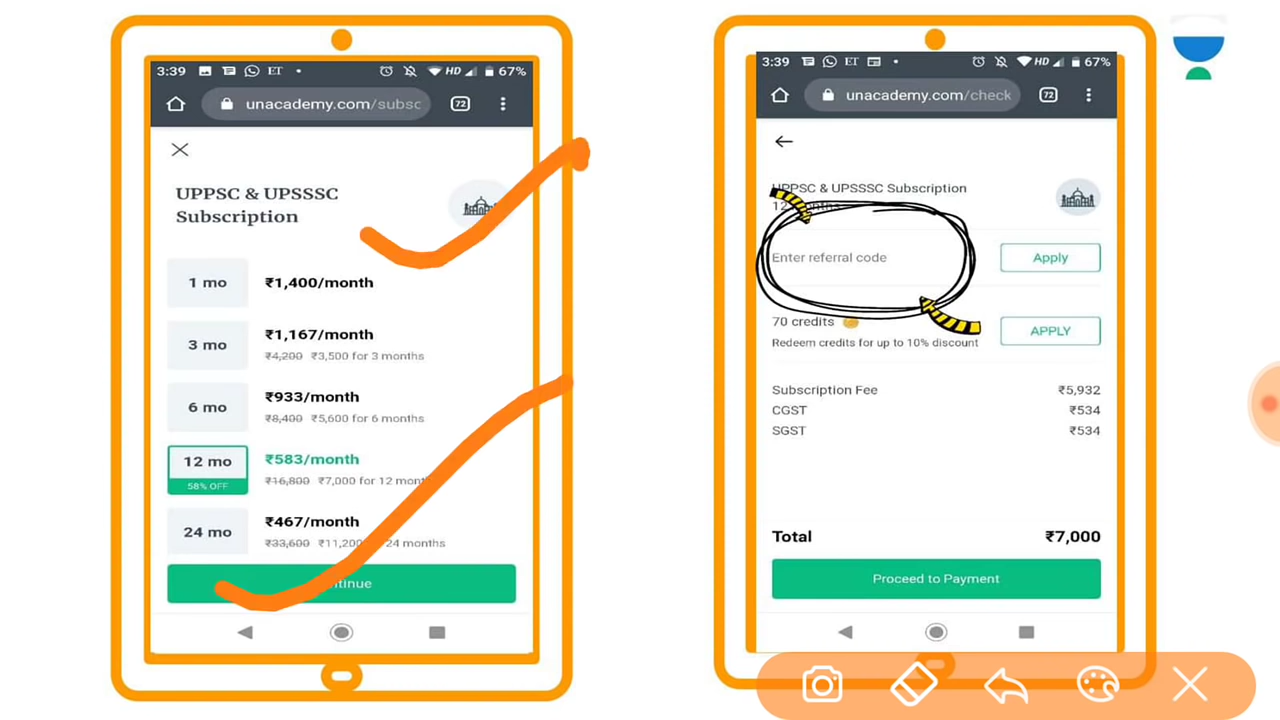 3:39 ET HD 67%
unacademy.com/subsc 72
UPPSC & UPSSSC
Subscription
1 mo ₹1,400/month
3 mo ₹1,167/month
₹4,200 ₹3,500 for 3 months
6 mo ₹933/month
₹8,400 ₹5,600 for 6 months
12 mo ₹583/month
58% OFF ₹16,800 ₹7,000 for 12 mont
24 mo ₹467/month
₹33,600 ₹11,200 24 months
ntinue
3:39 ET HD 67%
unacademy.com/check 72
UPPSC & UPSSSC Subscription
12 months
Enter referral code Apply
70 credits APPLY
Redeem credits for up to 10% discount
Subscription Fee ₹5,932
CGST ₹534
SGST ₹534
Total ₹7,000
Proceed to Payment